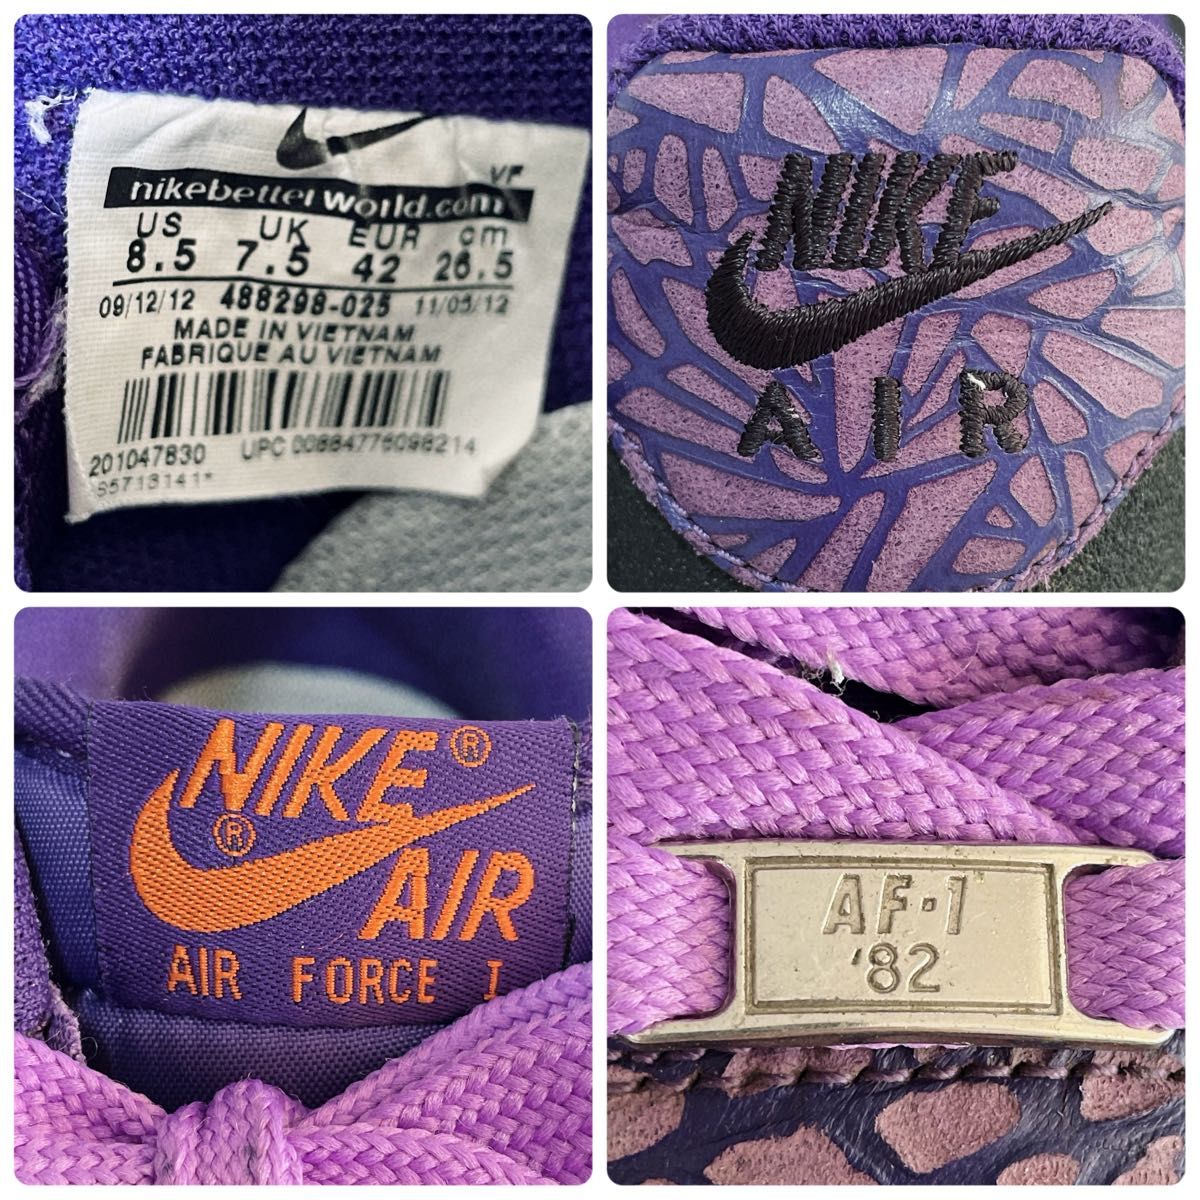 VF
nikebetterworld.com
US UK EUR cm
8.5 7.5 42 26.5
09/12/12 488298-025 11/05/12
MADE IN VIETNAM
FABRIQUE AU VIETNAM
201047830 UPC 00884776098214
S5713141*
NIKE
AIR
NIKE®
®
AIR
AIR FORCE I
AF·1
'82